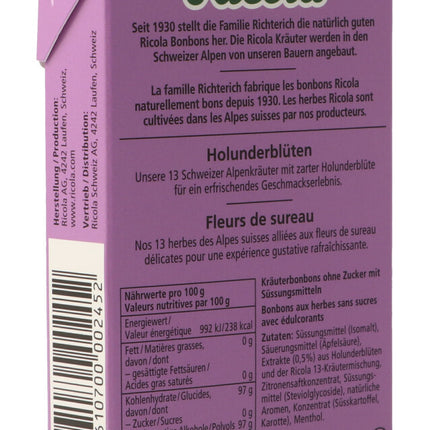 Seit 1930 stellt die Familie Richterich die natürlich guten
Ricola Bonbons her. Die Ricola Kräuter werden in den
Schweizer Alpen von unseren Bauern angebaut.
La famille Richterich fabrique les bonbons Ricola
naturellement bons depuis 1930. Les herbes Ricola sont
cultivées dans les Alpes suisses par nos producteurs.
Holunderblüten
Unsere 13 Schweizer Alpenkräuter mit zarter Holunderblüte
für ein erfrischendes Geschmackserlebnis.
Fleurs de sureau
Nos 13 herbes des Alpes suisses alliées aux fleurs de sureau
délicates pour une expérience gustative rafraîchissante.
Nährwerte pro 100 g
Valeurs nutritives par 100 g
Energiewert/
Valeur énergétique 992 kJ/238 kcal
Fett/Matières grasses, 0 g
davon/dont
– gesättigte Fettsäuren/ 0 g
Acides gras saturés
Kohlenhydrate/Glucides, 97 g
davon/dont
– Zucker/Sucres 0 g
Alkohole/Polyols 97 g
Kräuterbonbons ohne Zucker mit
Süssungsmitteln
Bonbons aux herbes sans sucres
avec édulcorants
Zutaten: Süssungsmittel (Isomalt),
Säuerungsmittel (Äpfelsäure),
Extrakte (0,5%) aus Holunderblüten
und der Ricola 13-Kräutermischung,
Zitronensaftkonzentrat, Süssungs-
mittel (Steviolglycoside), natürliche
Aromen, Konzentrat (Süsskartoffel,
Karotte), Menthol.
Herstellung/Production:
Ricola AG, 4242 Laufen, Schweiz
www.ricola.com
Vertrieb/Distribution:
Ricola Schweiz AG, 4242 Laufen, Schweiz
610700 002452